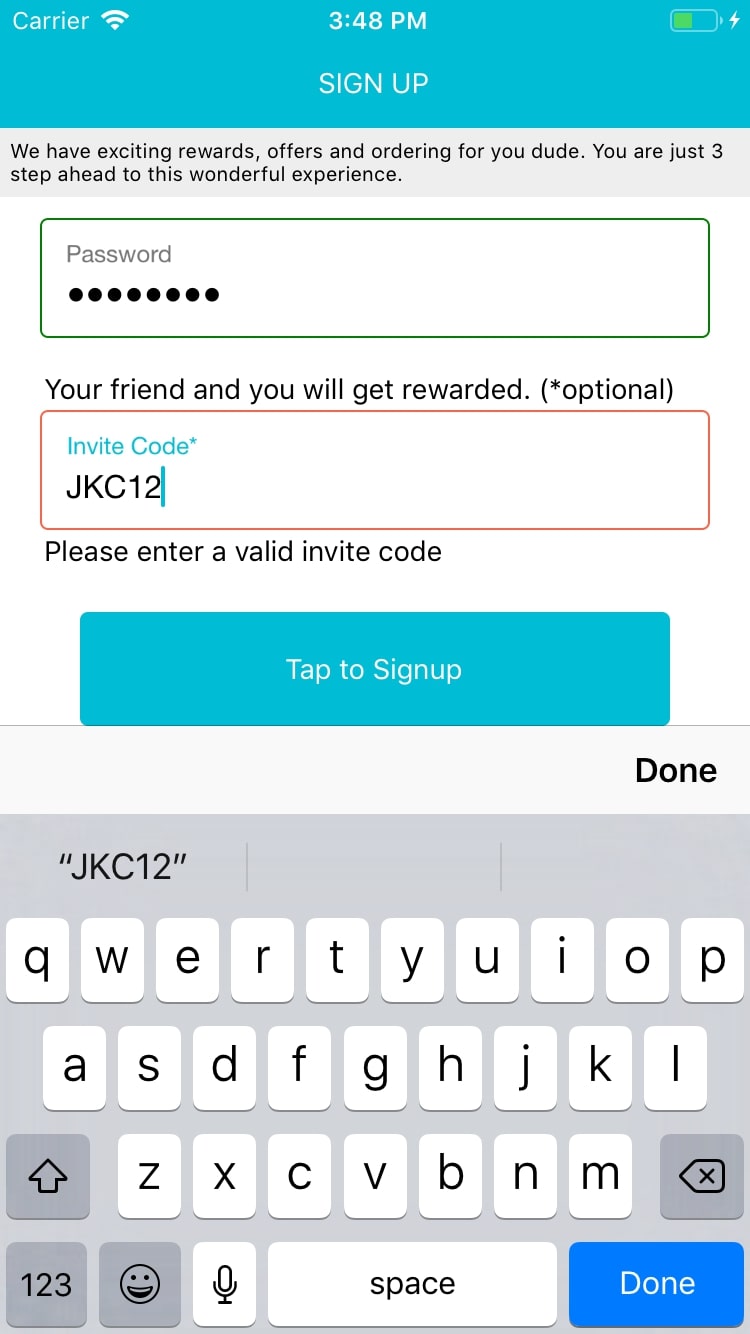 Carrier 3:48 PM
SIGN UP
We have exciting rewards, offers and ordering for you dude. You are just 3
step ahead to this wonderful experience.
Password
••••••••
Your friend and you will get rewarded. (*optional)
Invite Code*
JKC12
Please enter a valid invite code
Tap to Signup
Done
“JKC12”
q w e r t y u i o p
a s d f g h j k l
z x c v b n m
123 space Done